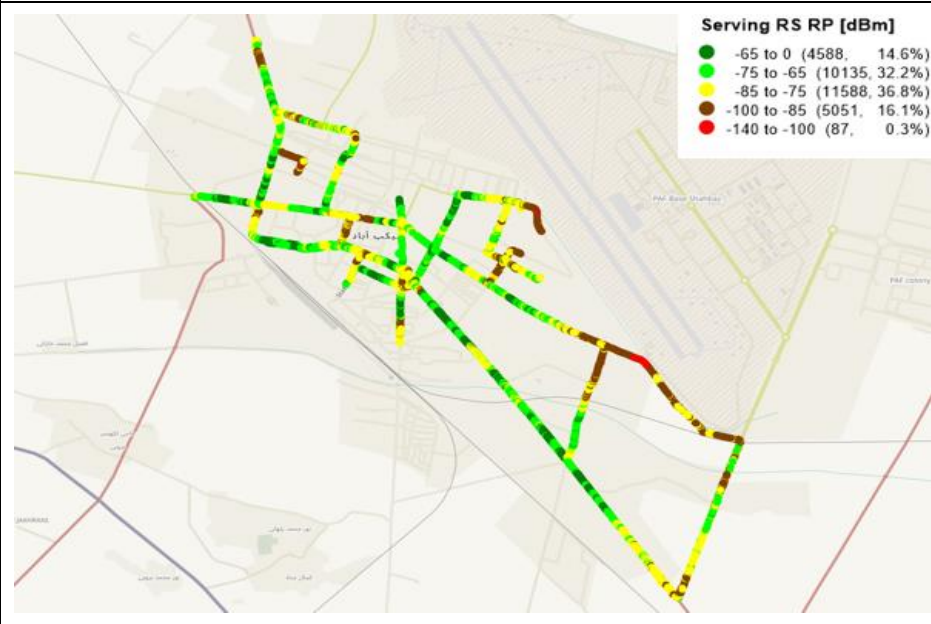 Serving RS RP [dBm]
-65 to 0 (4588, 14.6%)
-75 to -65 (10135, 32.2%)
-85 to -75 (11588, 36.8%)
-100 to -85 (5051, 16.1%)
-140 to -100 (87, 0.3%)
PAF Base Shahbaz
PAF colony